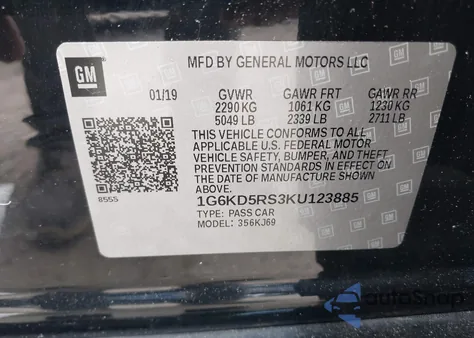 MFD BY GENERAL MOTORS LLC
GM
01/19 GVWR GAWR FRT GAWR RR
2290 KG 1061 KG 1230 KG
5049 LB 2339 LB 2711 LB
THIS VEHICLE CONFORMS TO ALL
APPLICABLE U.S. FEDERAL MOTOR
VEHICLE SAFETY, BUMPER, AND THEFT
PREVENTION STANDARDS IN EFFECT ON
THE DATE OF MANUFACTURE SHOWN
ABOVE.
8555
1G6KD5RS3KU123885
TYPE: PASS CAR
MODEL: 356KJ69
autoSnap